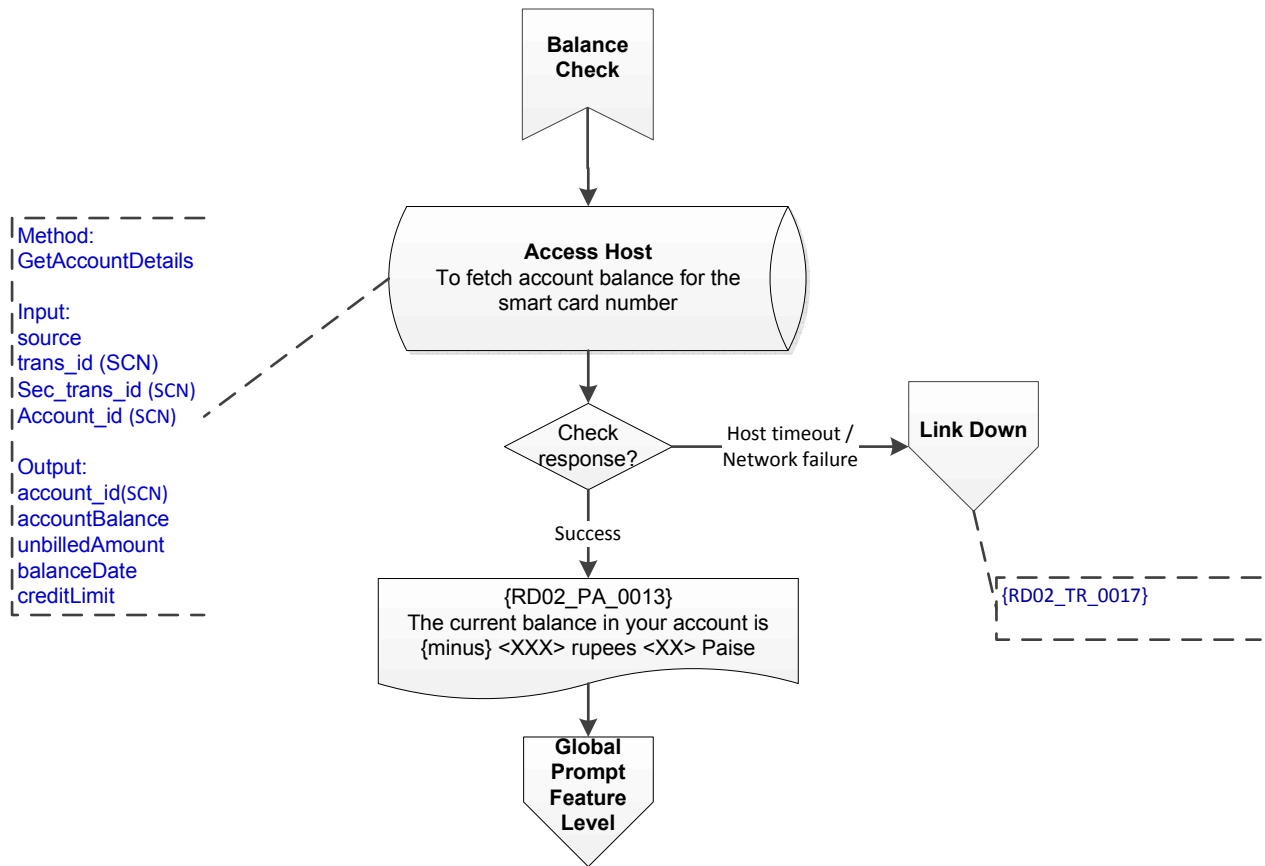 Balance
Check
Access Host
To fetch account balance for the
smart card number
Method:
GetAccountDetails
Input:
source
trans_id (SCN)
Sec_trans_id (SCN)
Account_id (SCN)
Output:
account_id(SCN)
accountBalance
unbilledAmount
balanceDate
creditLimit
Check
response?
Host timeout /
Network failure
Link Down
{RD02_TR_0017}
Success
{RD02_PA_0013}
The current balance in your account is
{minus} <XXX> rupees <XX> Paise
Global
Prompt
Feature
Level